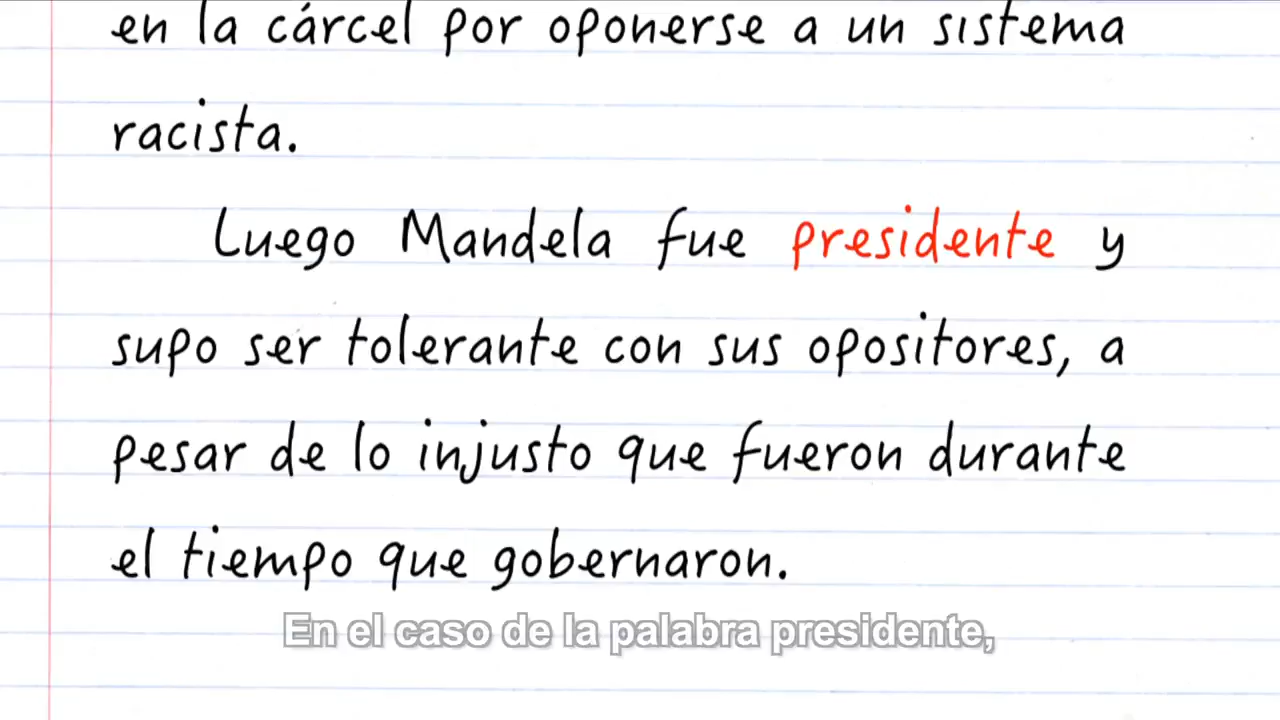 en la cárcel por oponerse a un sistema
racista.
Luego Mandela fue presidente y
supo ser tolerante con sus opositores, a
pesar de lo injusto que fueron durante
el tiempo que gobernaron.
En el caso de la palabra presidente,